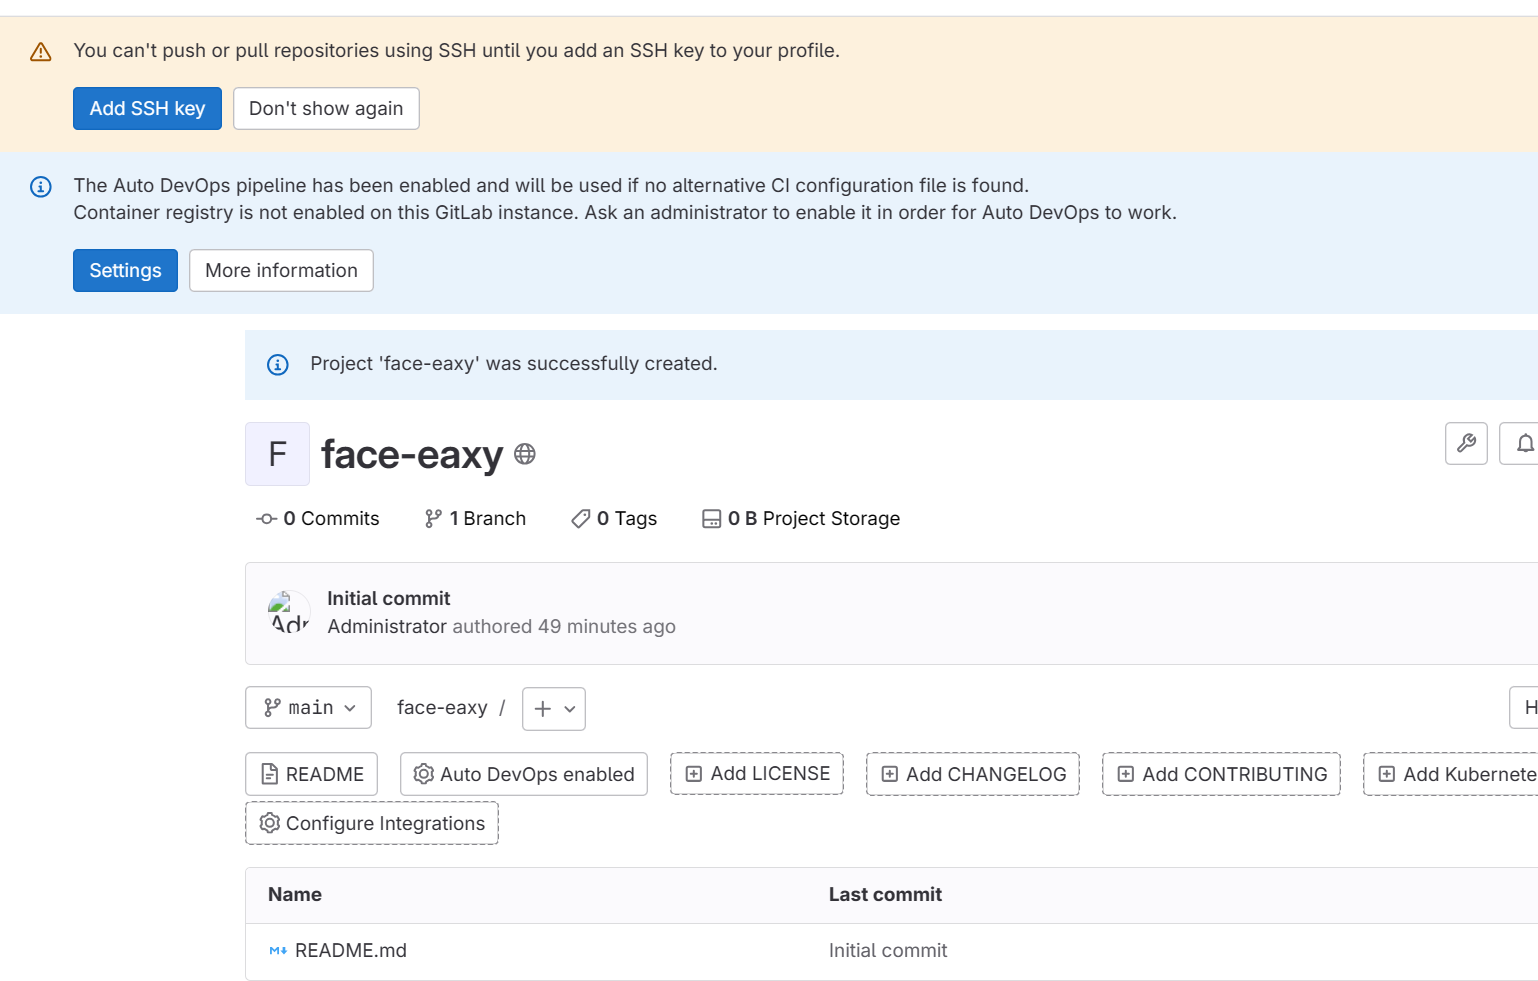 You can't push or pull repositories using SSH until you add an SSH key to your profile.
Add SSH key Don't show again
The Auto DevOps pipeline has been enabled and will be used if no alternative CI configuration file is found.
Container registry is not enabled on this GitLab instance. Ask an administrator to enable it in order for Auto DevOps to work.
Settings More information
Project 'face-eaxy' was successfully created.
F face-eaxy
0 Commits 1 Branch 0 Tags 0 B Project Storage
Initial commit
Administrator authored 49 minutes ago
main face-eaxy /
README Auto DevOps enabled Add LICENSE Add CHANGELOG Add CONTRIBUTING Add Kubernete
Configure Integrations
Name Last commit
README.md Initial commit